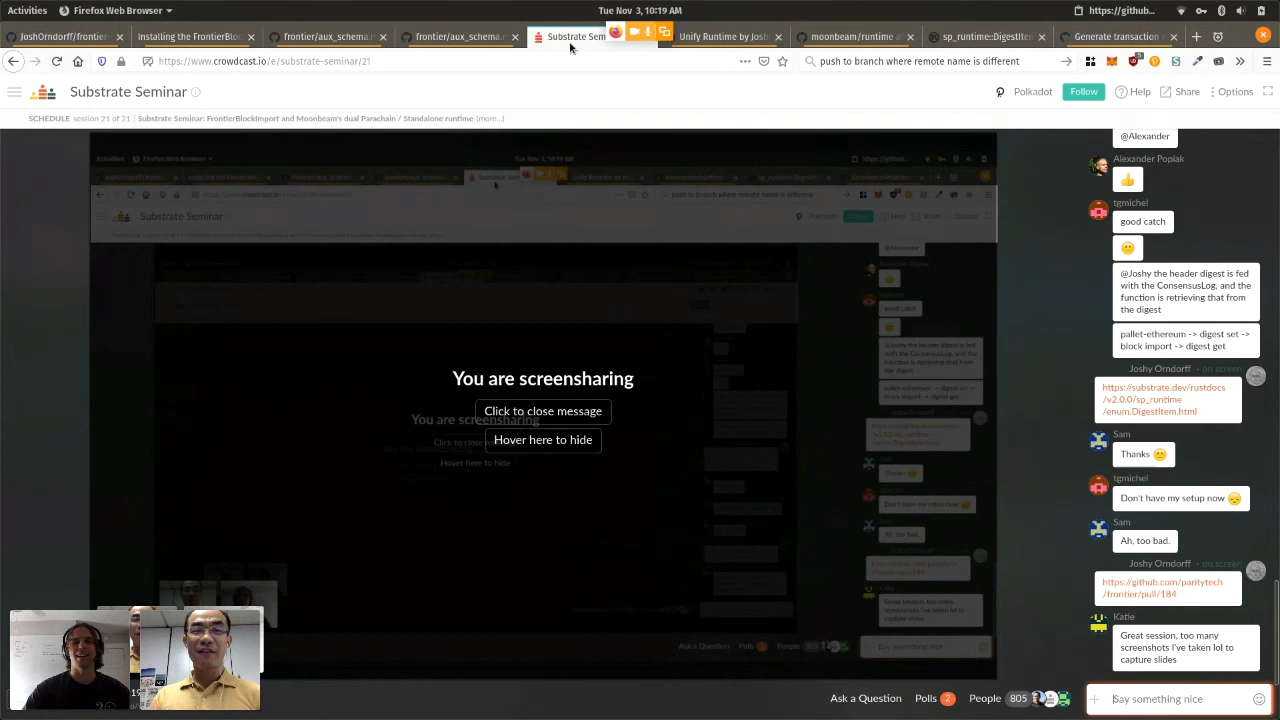 Activities
Firefox Web Browser
Tue Nov 3, 10:19 AM
https://github...
JoshOrndorff/frontier-
Installing the FrontierBlock
frontier/aux_schema.r
frontier/aux_schema.r
Substrate Sem
Unify Runtime by Josh
moonbeam/runtime a
sp_runtime::DigestItem
Generate transaction
https://www.crowdcast.io/e/substrate-seminar/21
push to branch where remote name is different
Substrate Seminar
Polkadot
Follow
Help
Share
Options
SCHEDULE session 21 of 21
Substrate Seminar: FrontierBlockImport and Moonbeam's dual Parachain / Standalone runtime (more...)
You are screensharing
Click to close message
Hover here to hide
@Alexander
Alexander Popiak
tgmichel
good catch
@Joshy the header digest is fed
with the ConsensusLog, and the
function is retrieving that from
the digest
pallet-ethereum -> digest set ->
block import -> digest get
Joshy Orndorff · on screen
https://substrate.dev/rustdocs
/v2.0.0/sp_runtime
/enum.DigestItem.html
Sam
Thanks
tgmichel
Don't have my setup now
Sam
Ah, too bad.
Joshy Orndorff · on screen
https://github.com/paritytech
/frontier/pull/184
Katie
Great session, too many
screenshots I've taken lol to
capture slides
Ask a Question
Polls 2
People 805
Say something nice